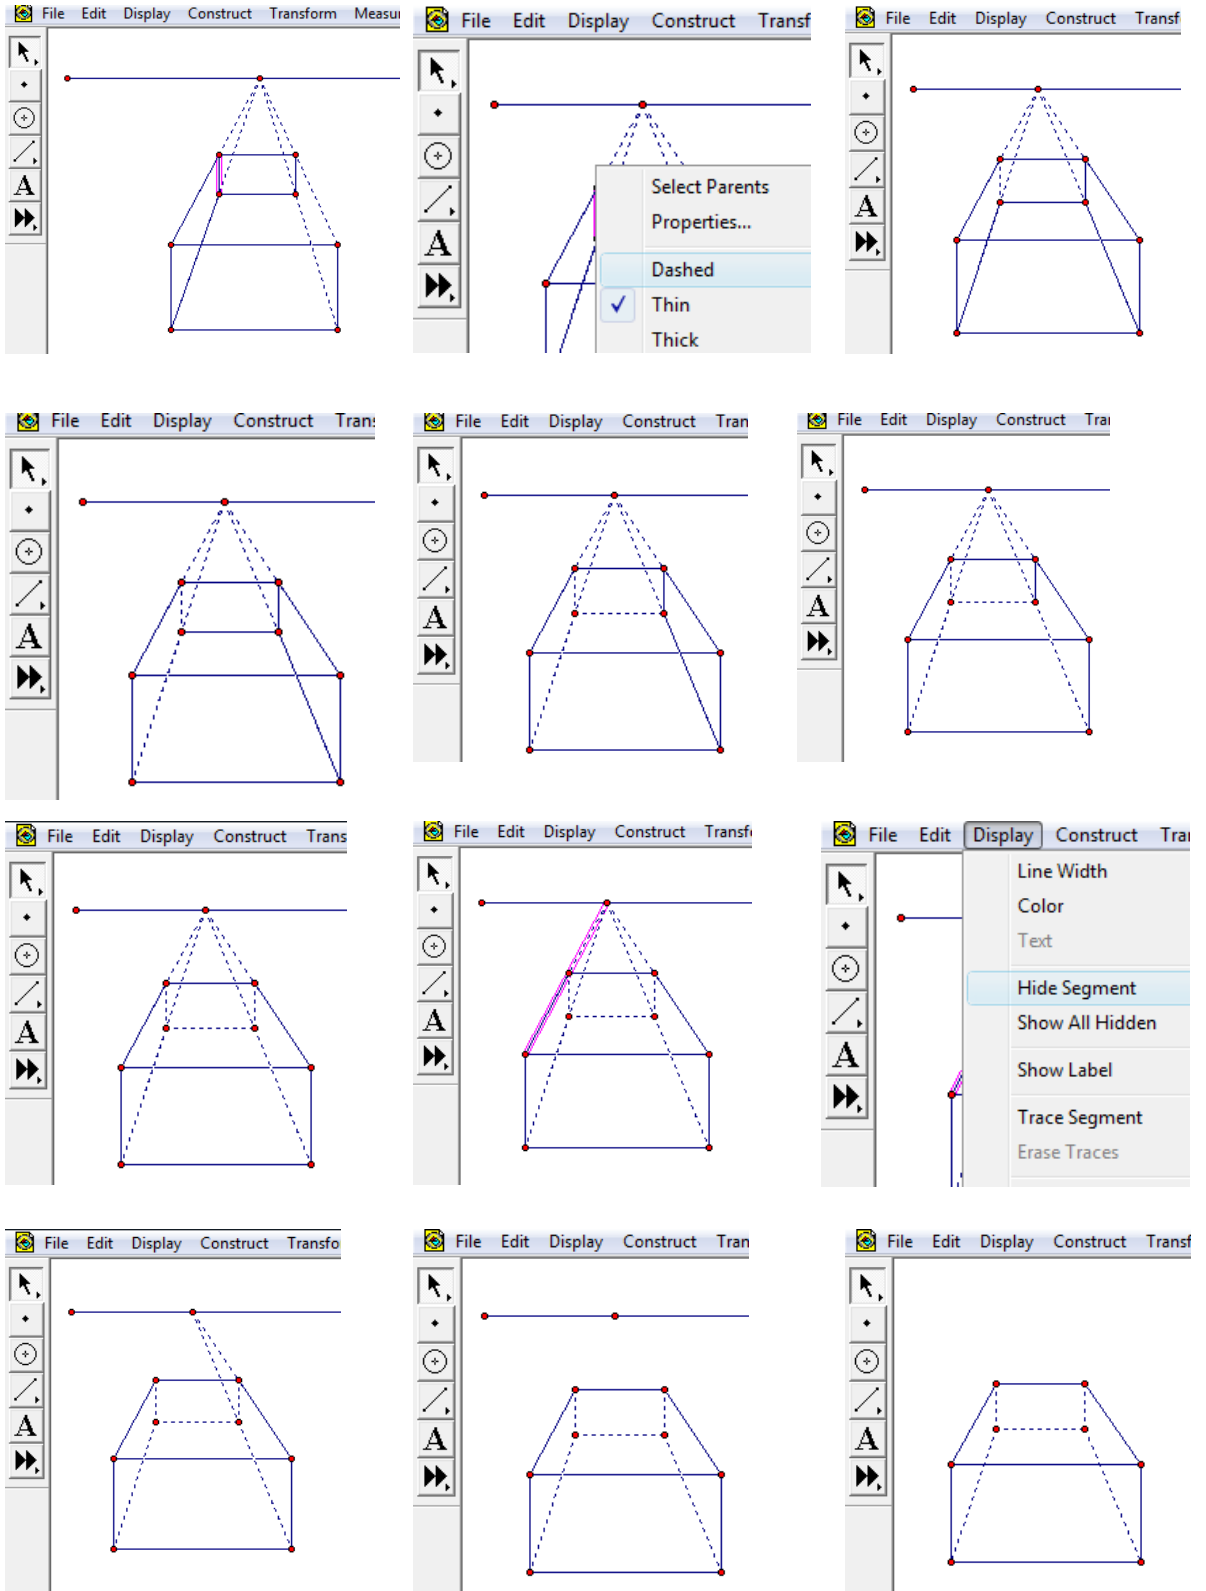 File Edit Display Construct Transform Measu
A
File Edit Display Construct Transf
A
Select Parents
Properties...
Dashed
Thin
Thick
File Edit Display Construct Transf
A
File Edit Display Construct Trans
A
File Edit Display Construct Tran
A
File Edit Display Construct Tra
A
File Edit Display Construct Trans
A
File Edit Display Construct Transf
A
File Edit Display Construct Tra
A
Line Width
Color
Text
Hide Segment
Show All Hidden
Show Label
Trace Segment
Erase Traces
File Edit Display Construct Transfo
A
File Edit Display Construct Tran
A
File Edit Display Construct Transf
A